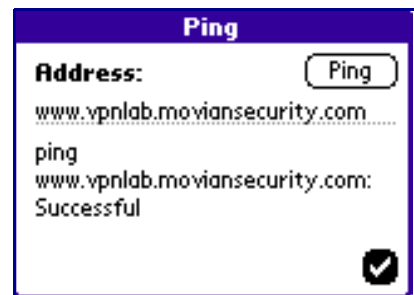 Ping
Address: Ping
www.vpnlab.moviansecurity.com
ping
www.vpnlab.moviansecurity.com:
Successful